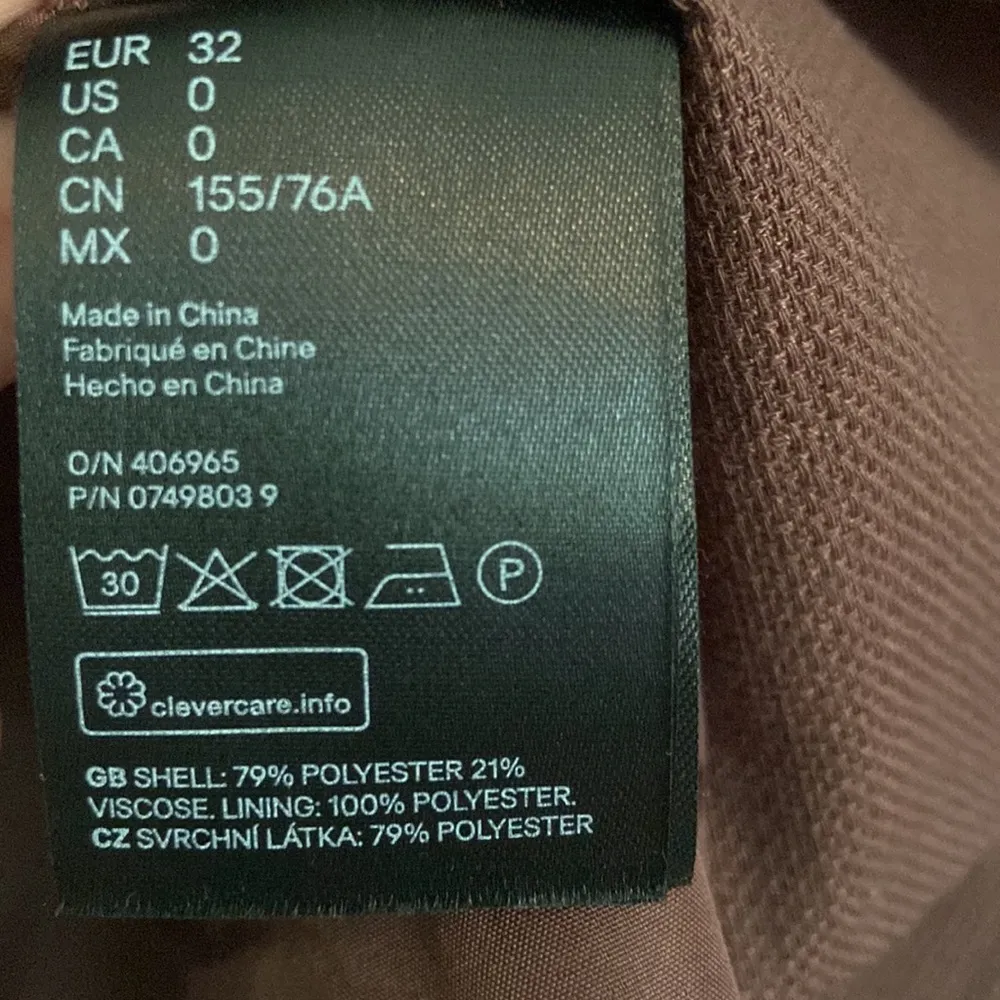 EUR 32
US 0
CA 0
CN 155/76A
MX 0
Made in China
Fabriqué en Chine
Hecho en China
O/N 406965
P/N 0749803 9
30 P
clevercare.info
GB SHELL: 79% POLYESTER 21%
VISCOSE. LINING: 100% POLYESTER.
CZ SVRCHNÍ LÁTKA: 79% POLYESTER